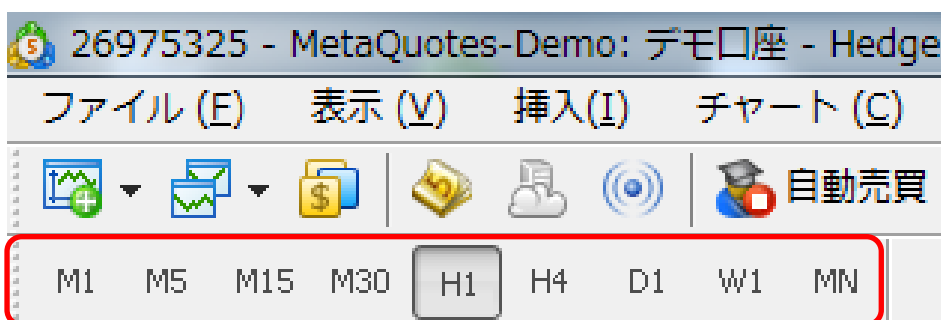 26975325 - MetaQuotes-Demo: デモ口座 - Hedge
ファイル (F) 表示 (V) 挿入(I) チャート (C)
自動売買
M1 M5 M15 M30 H1 H4 D1 W1 MN